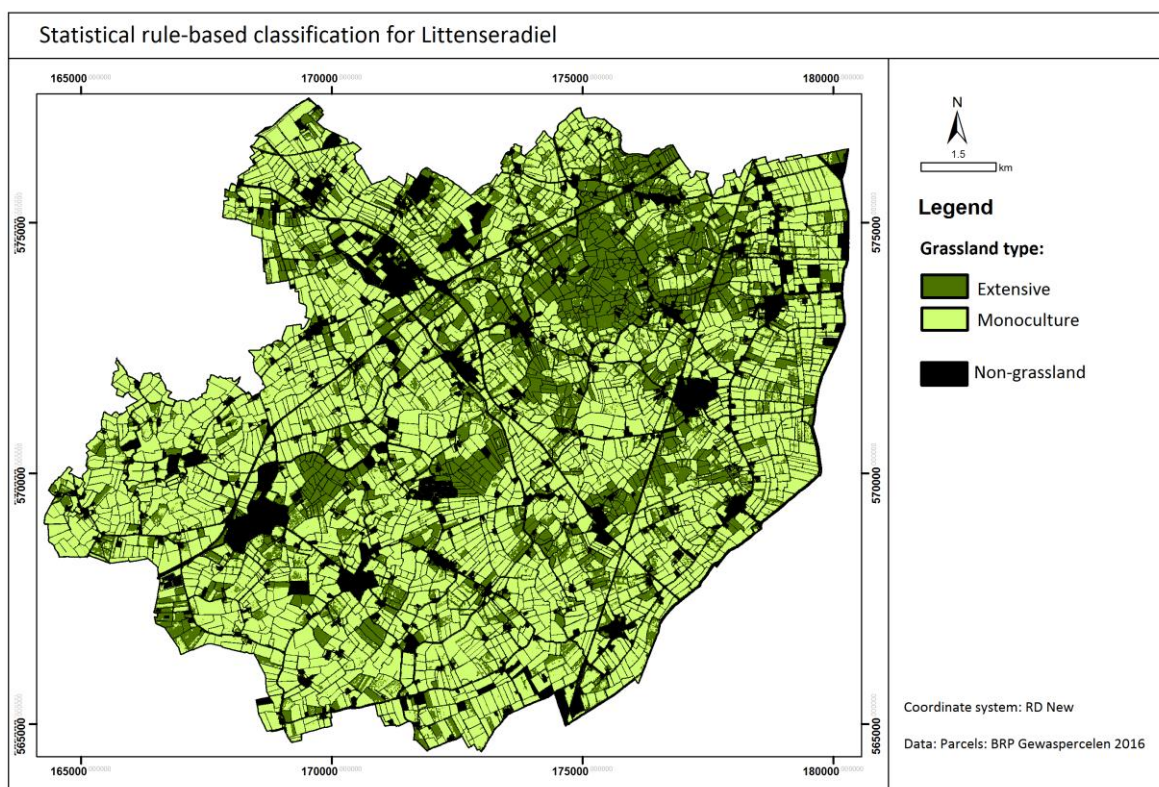 Statistical rule-based classification for Littenseradiel
165000 170000 175000 180000
575000 575000
570000 570000
565000 565000
165000 170000 175000 180000
N
1.5
km
Legend
Grassland type:
Extensive
Monoculture
Non-grassland
Coordinate system: RD New
Data: Parcels: BRP Gewaspercelen 2016